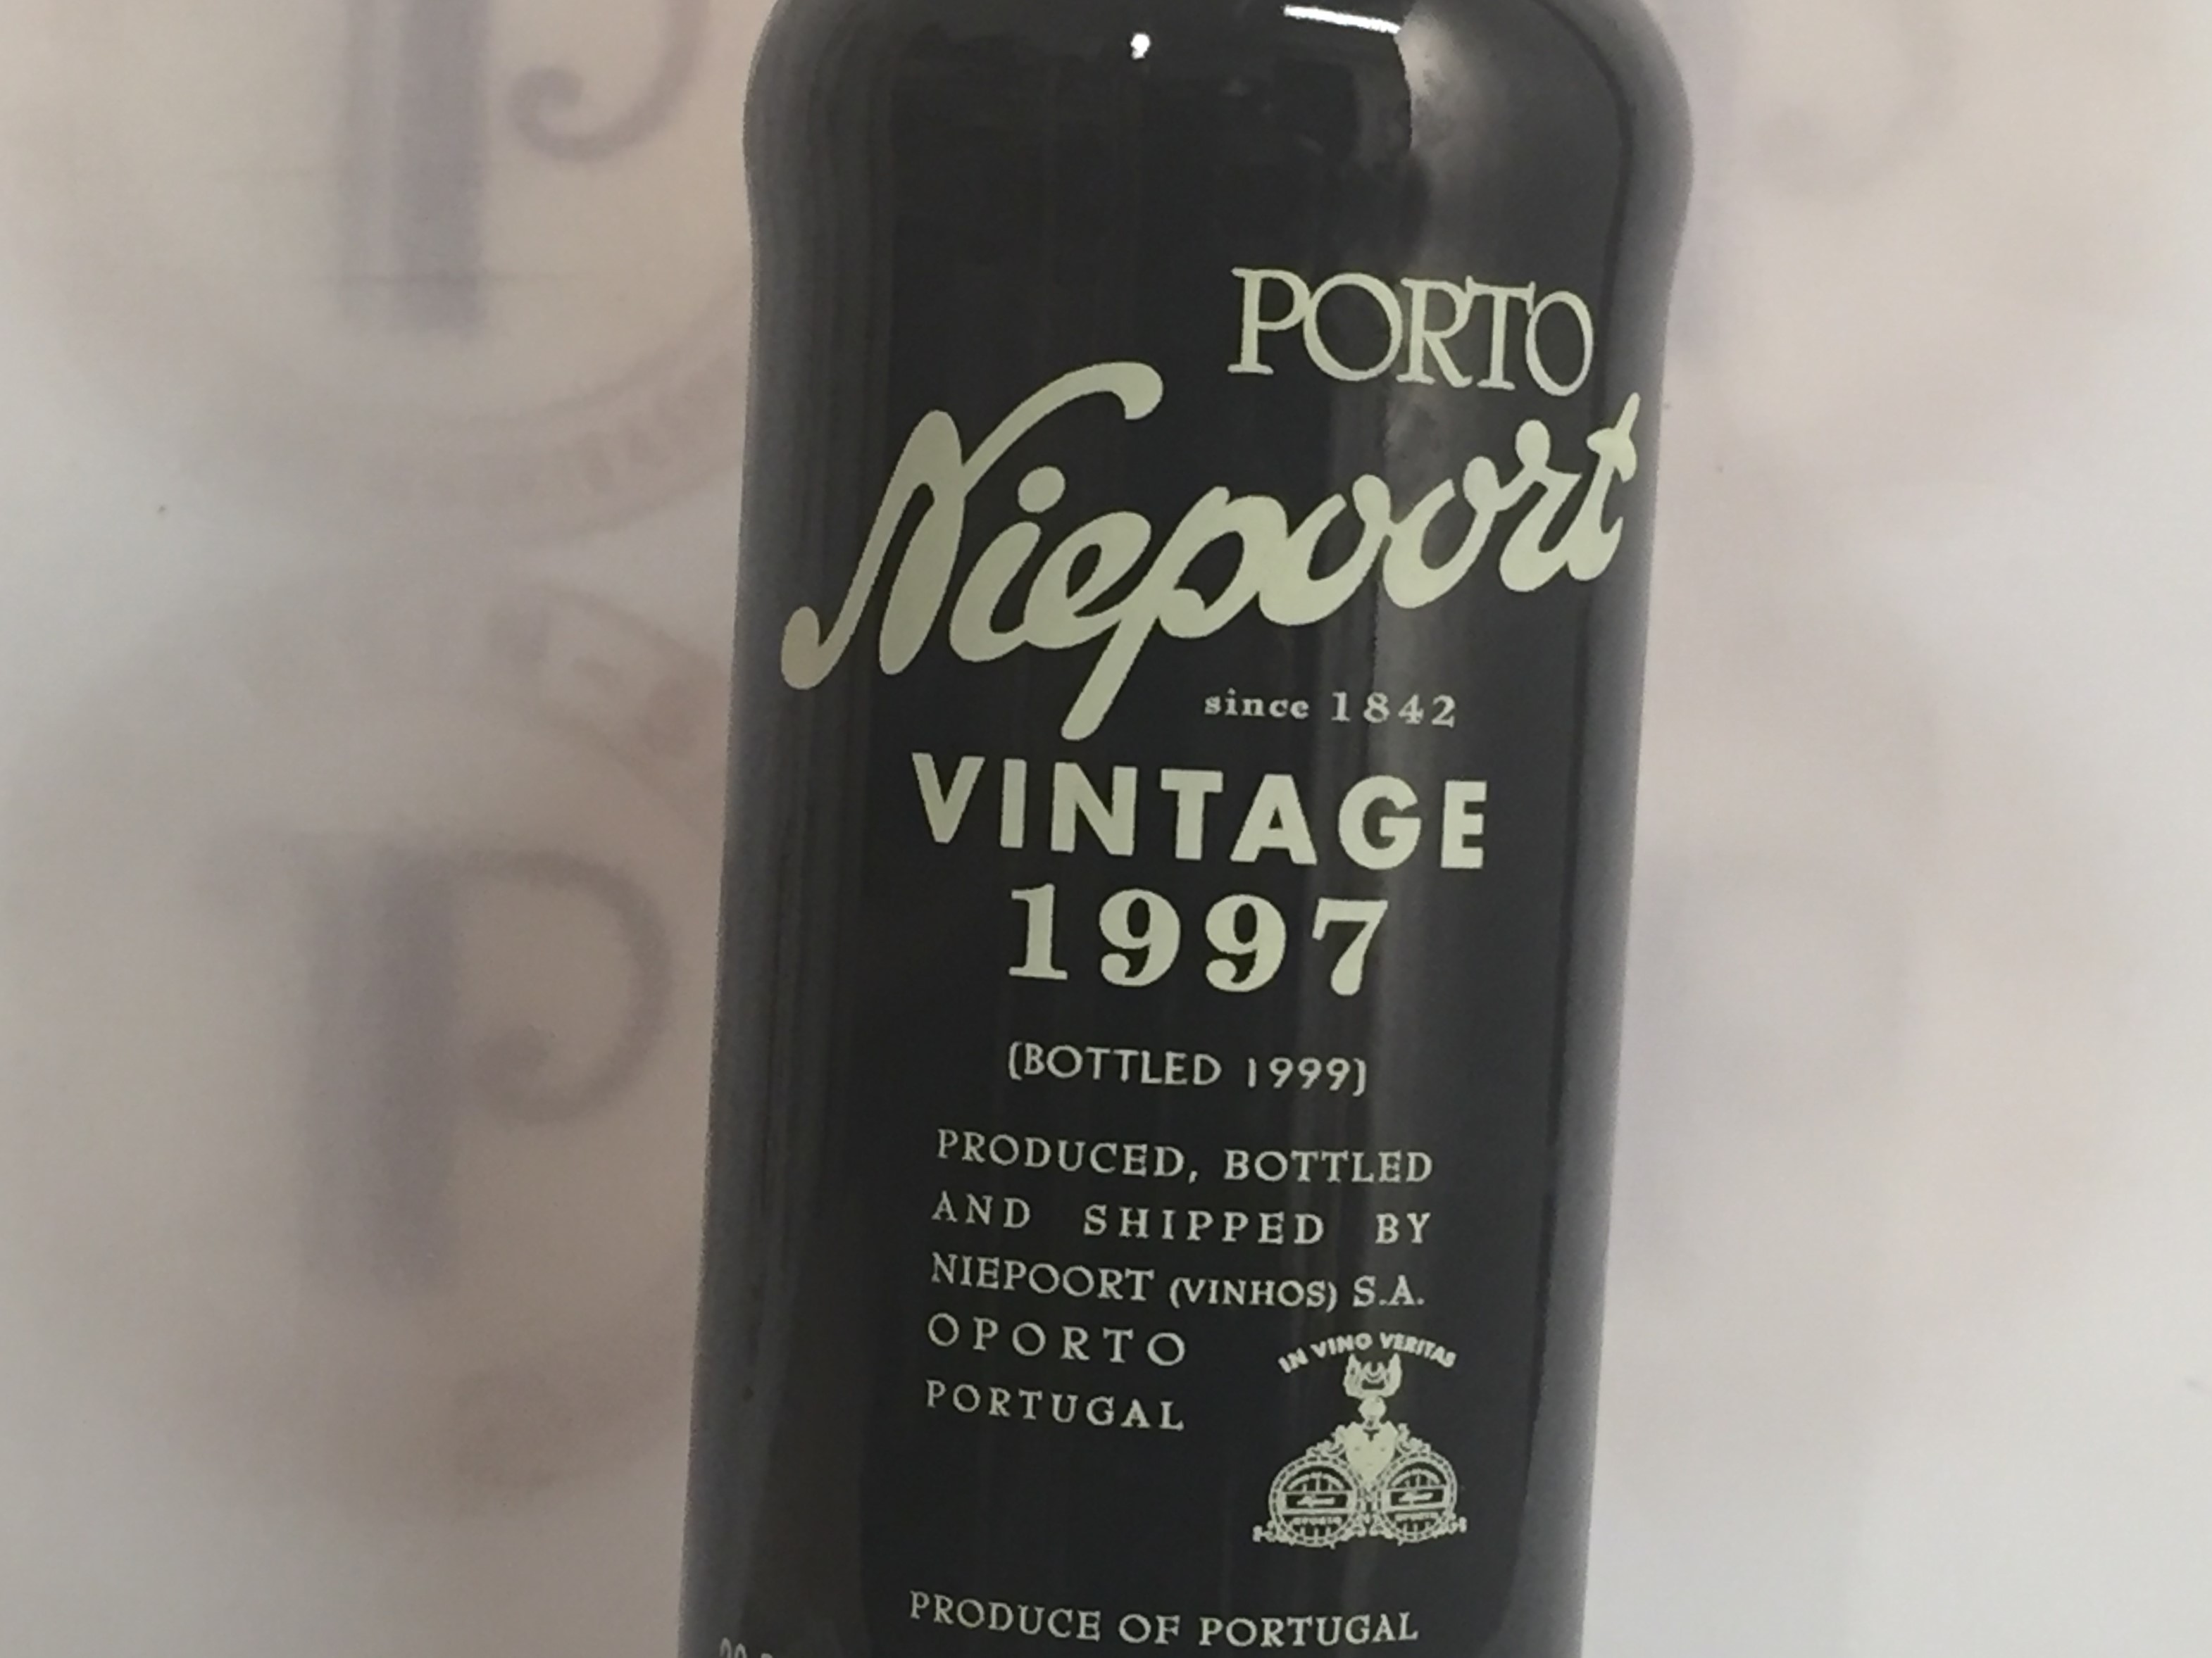 PORTO
Niepoort
since 1842
VINTAGE
1997
(BOTTLED 1999)
PRODUCED, BOTTLED
AND SHIPPED BY
NIEPOORT (VINHOS) S.A.
OPORTO
PORTUGAL
IN VINO VERITAS
PRODUCE OF PORTUGAL